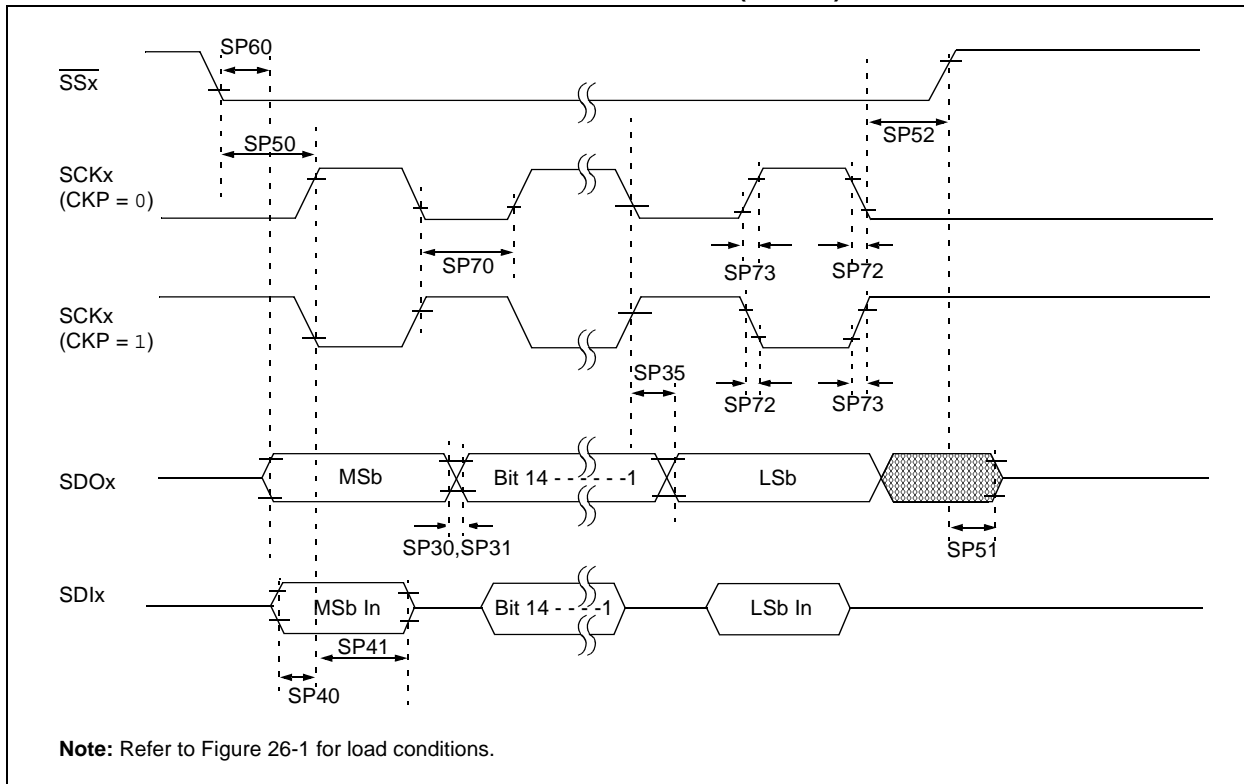 SP60
SSx
SP50
SP52
SCKx
(CKP = 0)
SP70
SP73
SP72
SCKx
(CKP = 1)
SP35
SP72
SP73
SDOx
MSb
Bit 14 - - - - - -1
LSb
SP30,SP31
SP51
SDIx
MSb In
Bit 14 - - - -1
LSb In
SP41
SP40
Note: Refer to Figure 26-1 for load conditions.